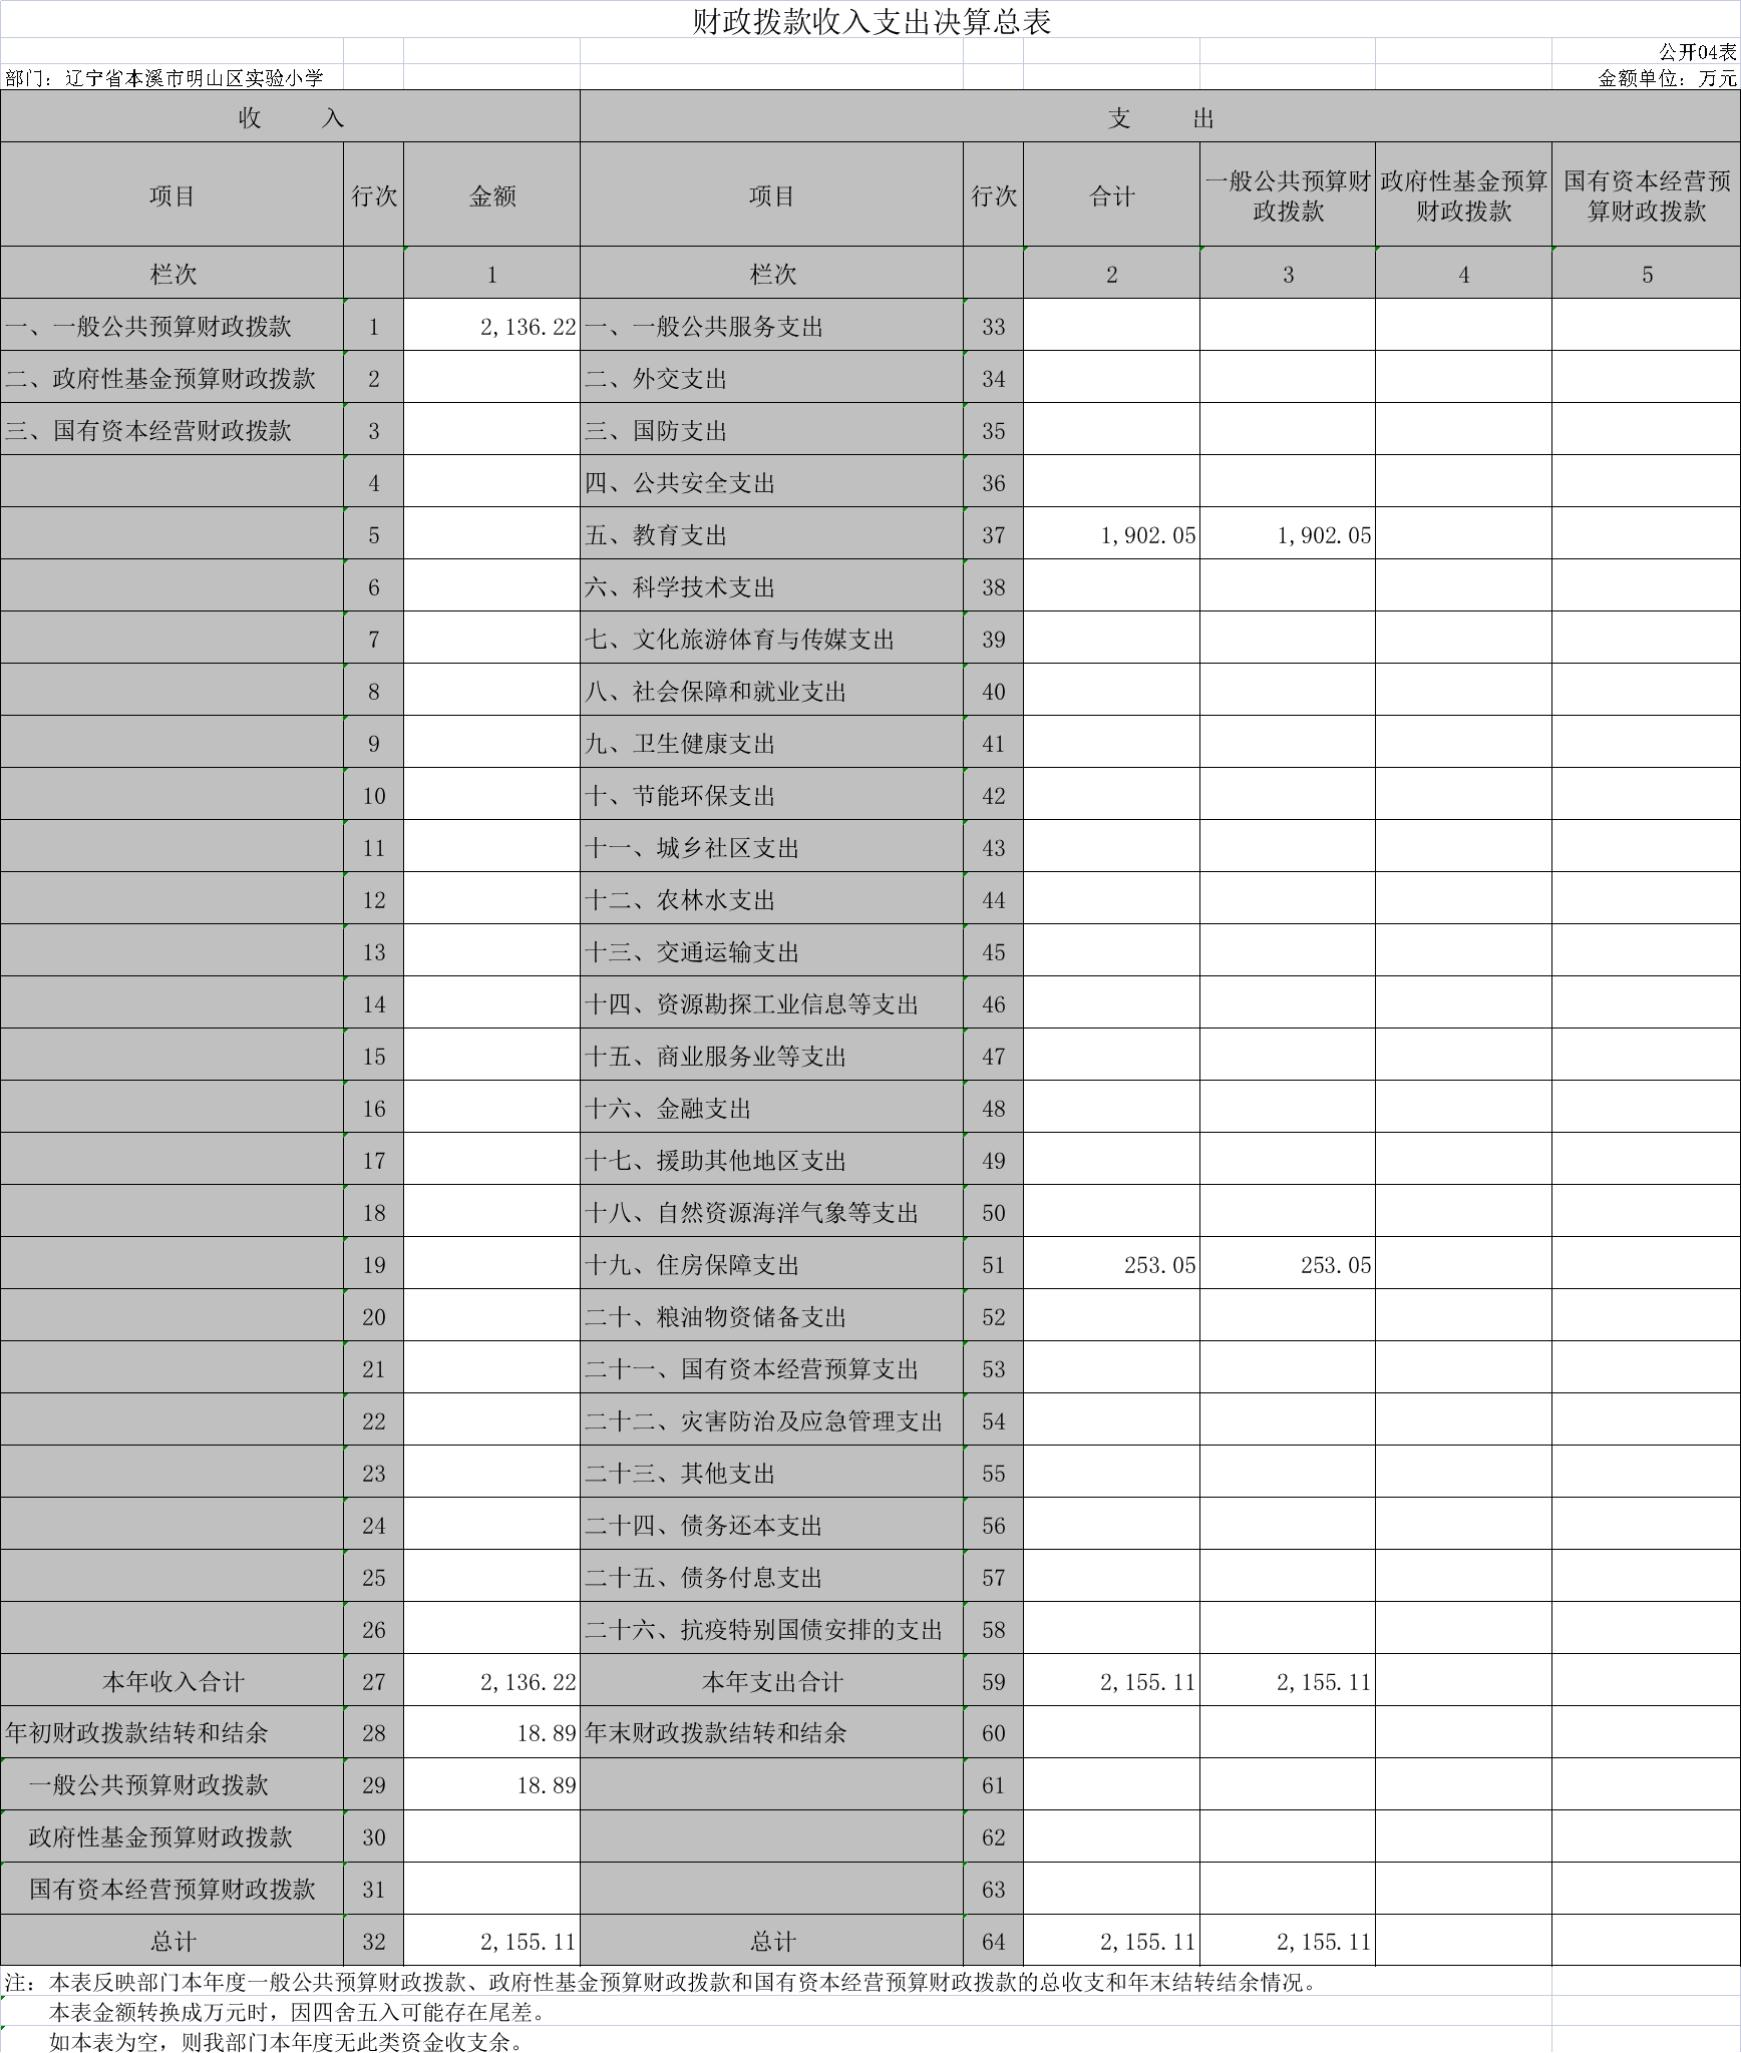 财政拨款收入支出决算总表
公开04表
部门：辽宁省本溪市明山区实验小学 金额单位：万元
收 入 支 出
项目 行次 金额 项目 行次 合计 一般公共预算财政拨款 政府性基金预算财政拨款 国有资本经营预算财政拨款
栏次 1 栏次 2 3 4 5
一、一般公共预算财政拨款 1 2,136.22 一、一般公共服务支出 33
二、政府性基金预算财政拨款 2 二、外交支出 34
三、国有资本经营财政拨款 3 三、国防支出 35
4 四、公共安全支出 36
5 五、教育支出 37 1,902.05 1,902.05
6 六、科学技术支出 38
7 七、文化旅游体育与传媒支出 39
8 八、社会保障和就业支出 40
9 九、卫生健康支出 41
10 十、节能环保支出 42
11 十一、城乡社区支出 43
12 十二、农林水支出 44
13 十三、交通运输支出 45
14 十四、资源勘探工业信息等支出 46
15 十五、商业服务业等支出 47
16 十六、金融支出 48
17 十七、援助其他地区支出 49
18 十八、自然资源海洋气象等支出 50
19 十九、住房保障支出 51 253.05 253.05
20 二十、粮油物资储备支出 52
21 二十一、国有资本经营预算支出 53
22 二十二、灾害防治及应急管理支出 54
23 二十三、其他支出 55
24 二十四、债务还本支出 56
25 二十五、债务付息支出 57
26 二十六、抗疫特别国债安排的支出 58
本年收入合计 27 2,136.22 本年支出合计 59 2,155.11 2,155.11
年初财政拨款结转和结余 28 18.89 年末财政拨款结转和结余 60
一般公共预算财政拨款 29 18.89 61
政府性基金预算财政拨款 30 62
国有资本经营预算财政拨款 31 63
总计 32 2,155.11 总计 64 2,155.11 2,155.11
注：本表反映部门本年度一般公共预算财政拨款、政府性基金预算财政拨款和国有资本经营预算财政拨款的总收支和年末结转结余情况。
本表金额转换成万元时，因四舍五入可能存在尾差。
如本表为空，则我部门本年度无此类资金收支余。